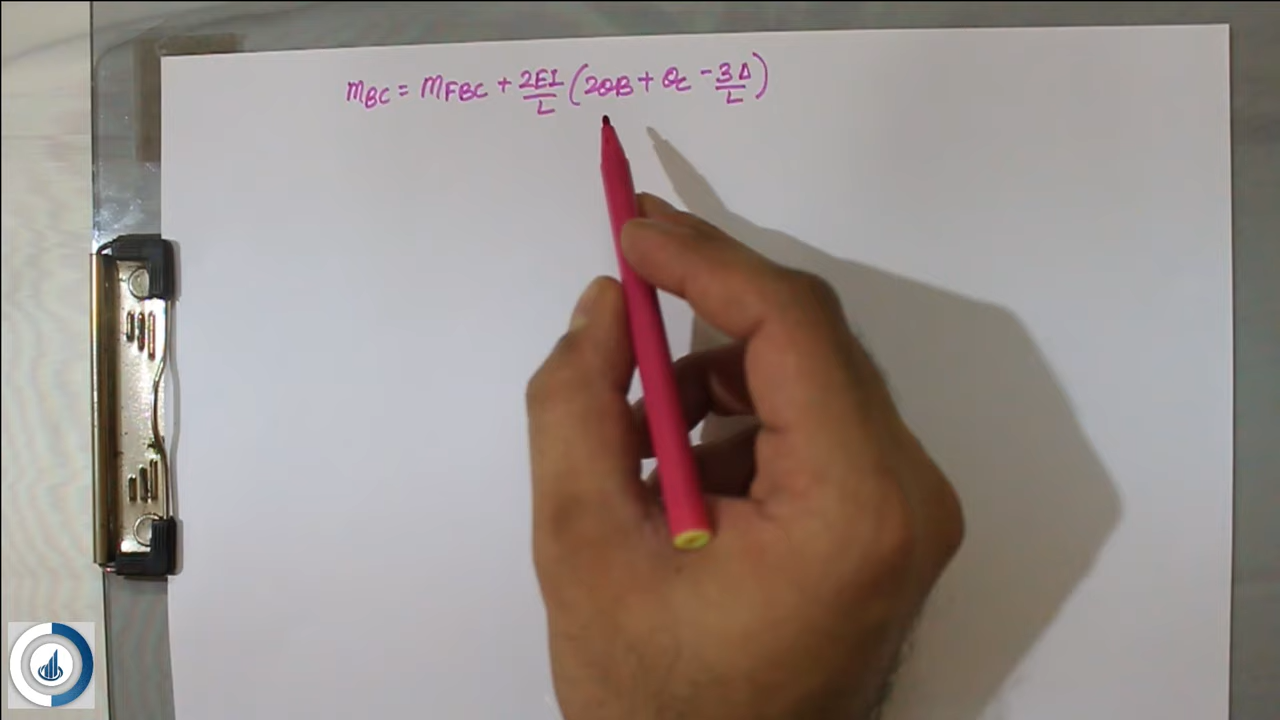 MBC = MFBC + 2EI/L (2θB + θC - 3Δ/L)